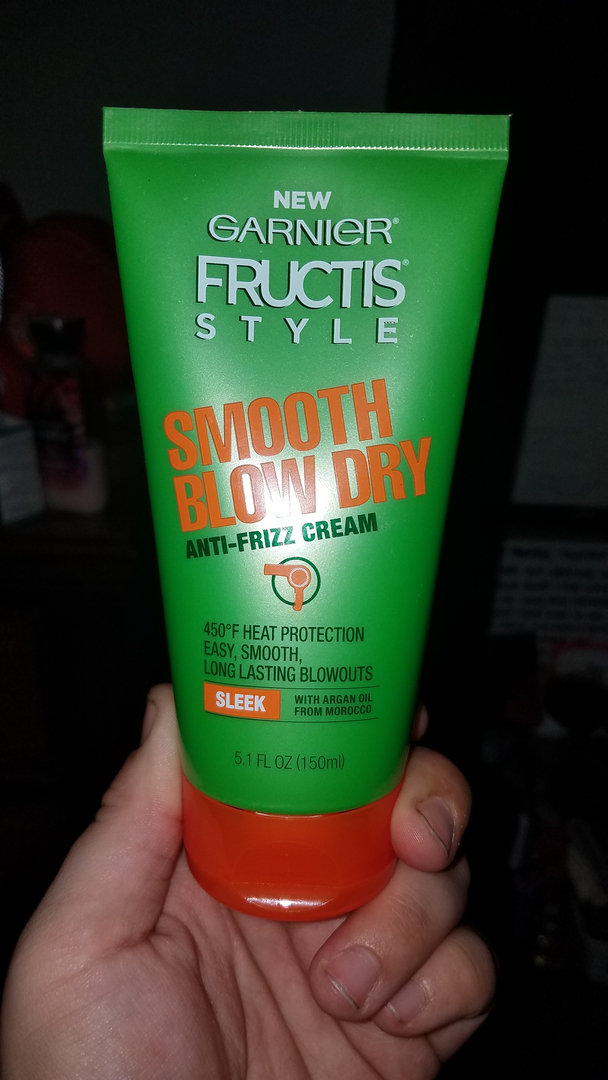 NEW
GARNIER®
FRUCTIS®
STYLE
SMOOTH
BLOW DRY
ANTI-FRIZZ CREAM
450°F HEAT PROTECTION
EASY, SMOOTH,
LONG LASTING BLOWOUTS
SLEEK
WITH ARGAN OIL
FROM MOROCCO
5.1 FL OZ (150ml)